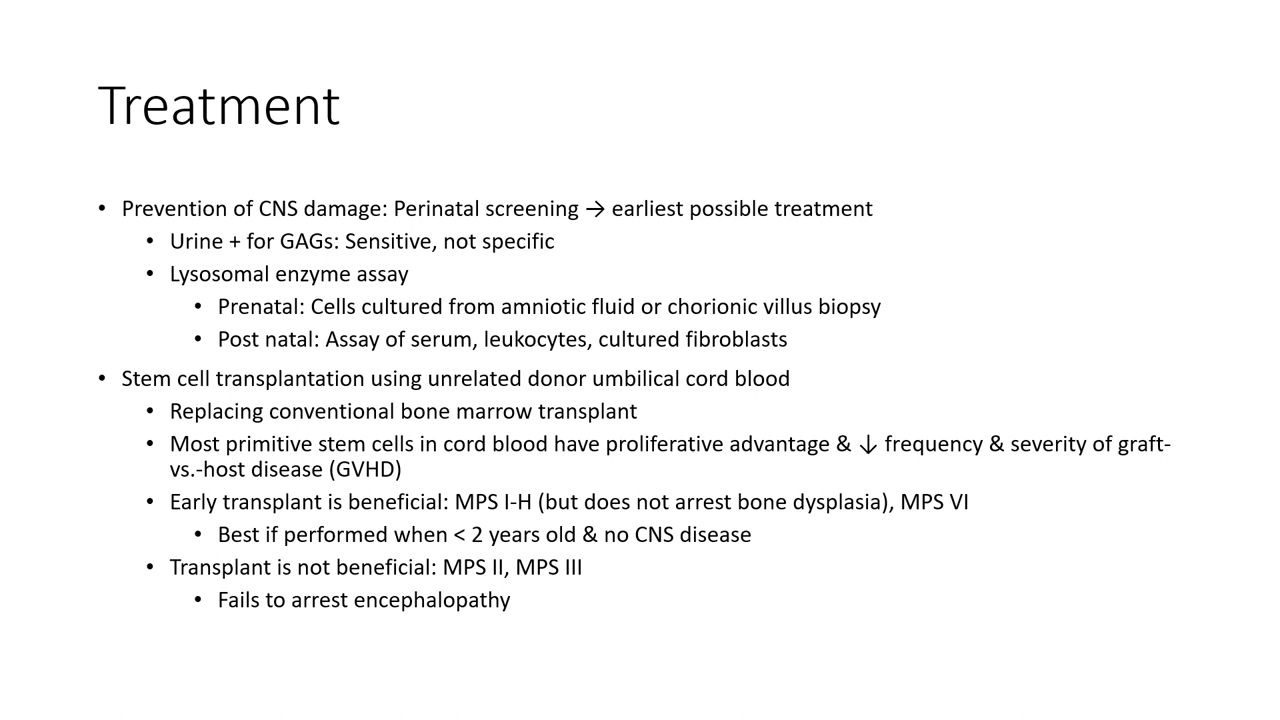 Treatment
• Prevention of CNS damage: Perinatal screening → earliest possible treatment
• Urine + for GAGs: Sensitive, not specific
• Lysosomal enzyme assay
• Prenatal: Cells cultured from amniotic fluid or chorionic villus biopsy
• Post natal: Assay of serum, leukocytes, cultured fibroblasts
• Stem cell transplantation using unrelated donor umbilical cord blood
• Replacing conventional bone marrow transplant
• Most primitive stem cells in cord blood have proliferative advantage & ↓ frequency & severity of graft-
vs.-host disease (GVHD)
• Early transplant is beneficial: MPS I-H (but does not arrest bone dysplasia), MPS VI
• Best if performed when < 2 years old & no CNS disease
• Transplant is not beneficial: MPS II, MPS III
• Fails to arrest encephalopathy